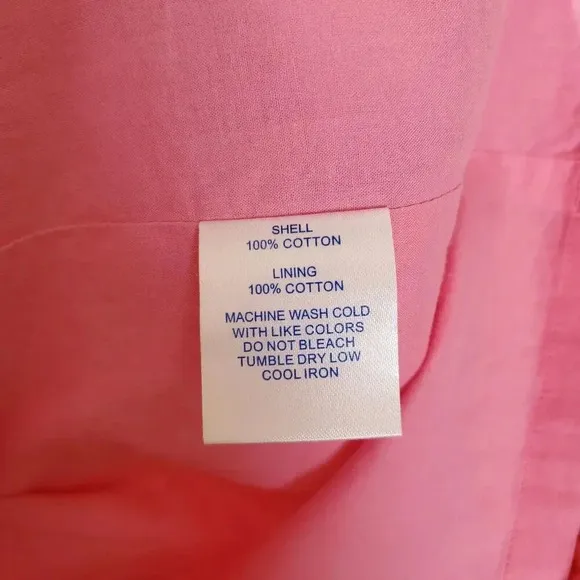 SHELL
100% COTTON
LINING
100% COTTON
MACHINE WASH COLD
WITH LIKE COLORS
DO NOT BLEACH
TUMBLE DRY LOW
COOL IRON